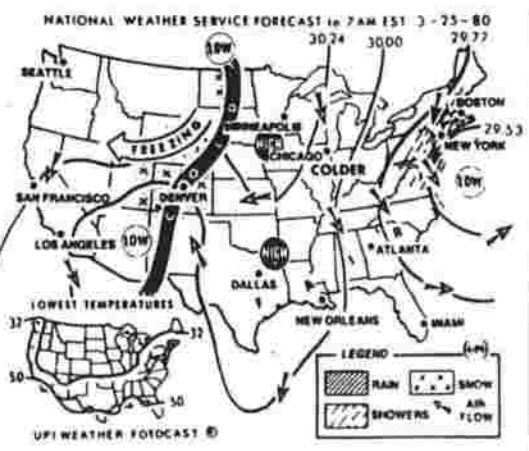 NATIONAL WEATHER SERVICE FORECAST to 7AM EST 3-25-80
30.24 30.00 29.77
LOW
SEATTLE
BOSTON
29.53
MINNEAPOLIS
NEW YORK
FREEZING
HIGH
CHICAGO
COLDER
LOW
SAN FRANCISCO
DENVER
LOS ANGELES
LOW
HIGH
F A I R
ATLANTA
DALLAS
LOWEST TEMPERATURES
NEW ORLEANS
MIAMI
32
32
50
50
LEGEND
RAIN
SNOW
SHOWERS
AIR
FLOW
UPI WEATHER FOTOCAST ©